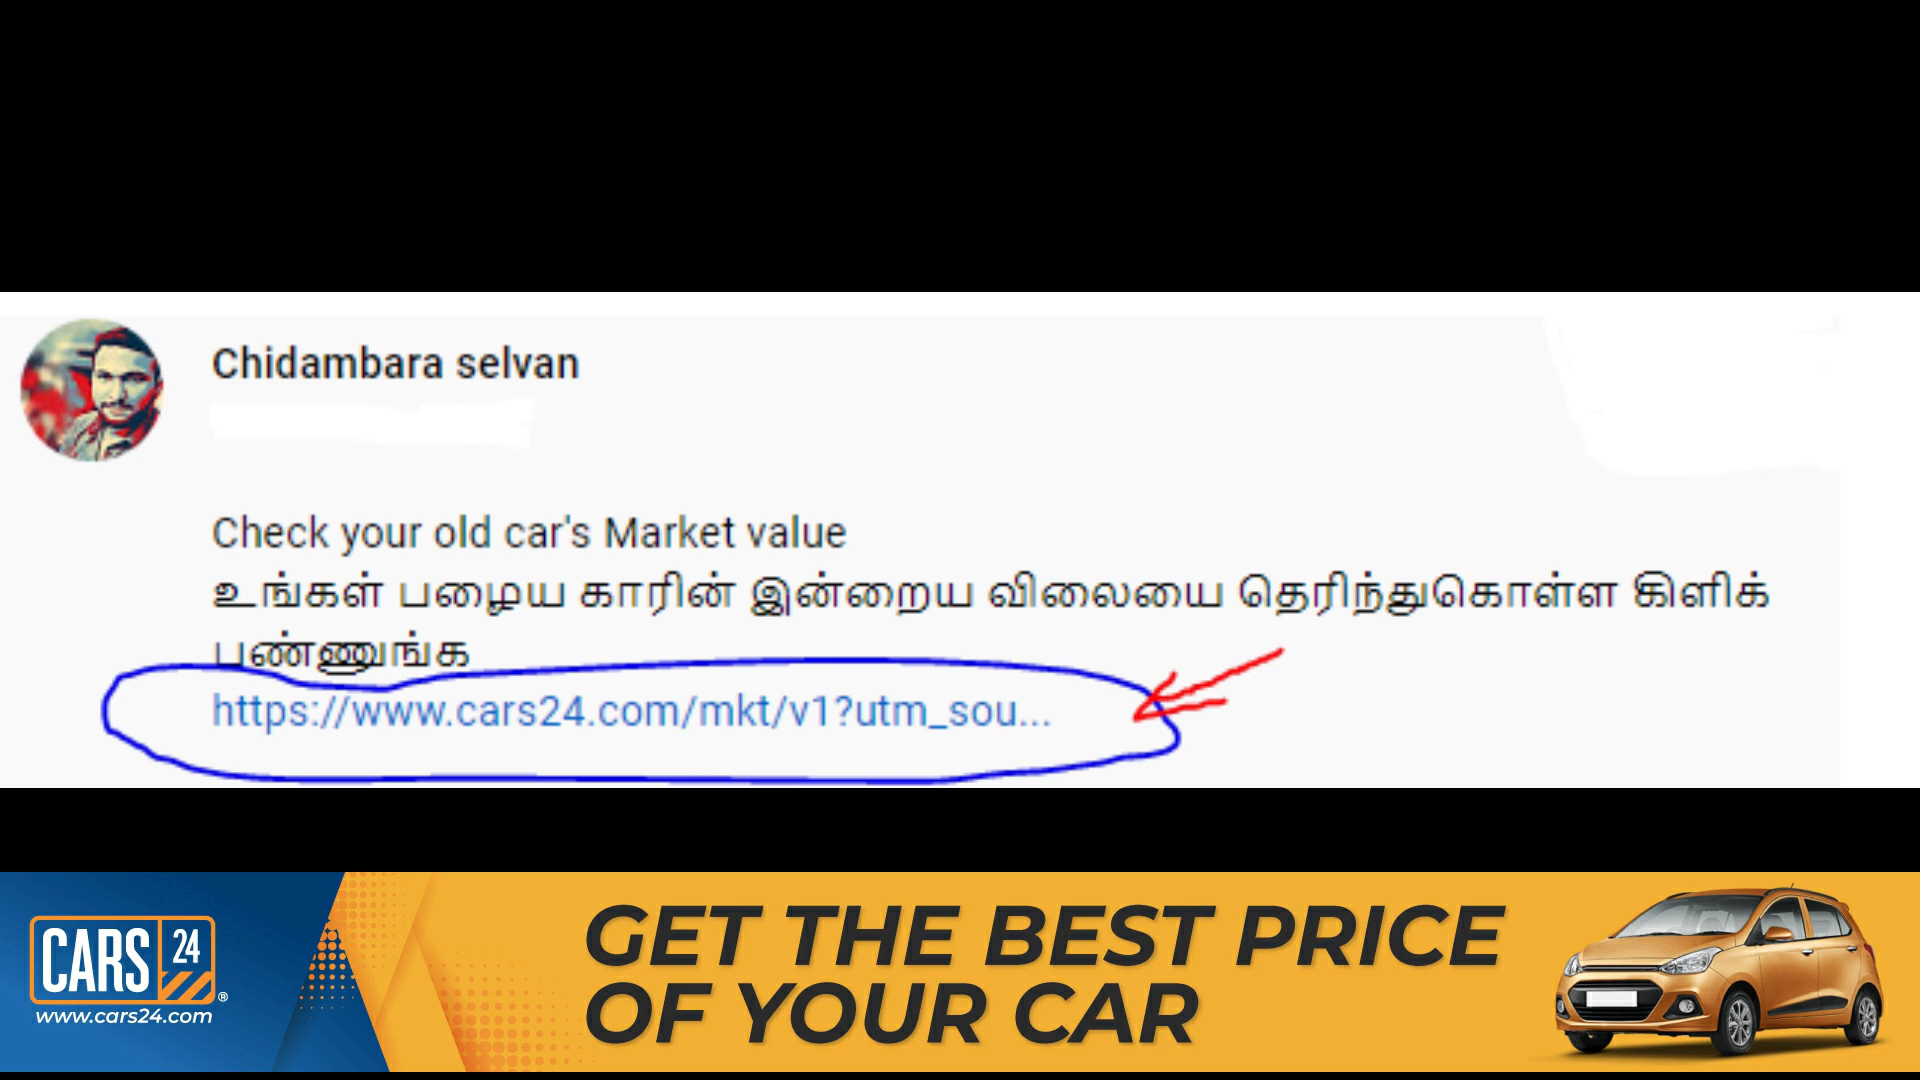 Chidambara selvan
Check your old car's Market value
உங்கள் பழைய காரின் இன்றைய விலையை தெரிந்துகொள்ள கிளிக்
பண்ணுங்க
https://www.cars24.com/mkt/v1?utm_sou...
CARS 24 ®
www.cars24.com
GET THE BEST PRICE
OF YOUR CAR